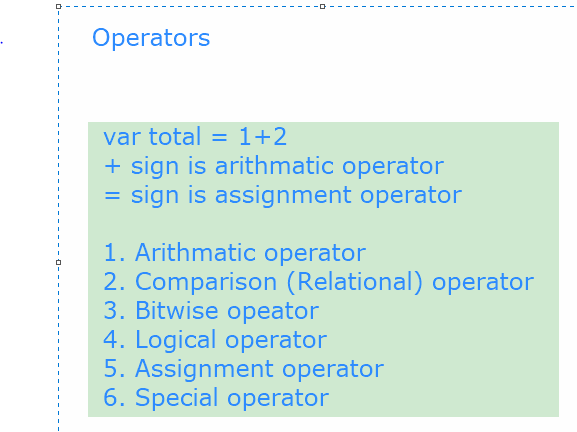 Operators
var total = 1+2
+ sign is arithmatic operator
= sign is assignment operator
1. Arithmatic operator
2. Comparison (Relational) operator
3. Bitwise opeator
4. Logical operator
5. Assignment operator
6. Special operator